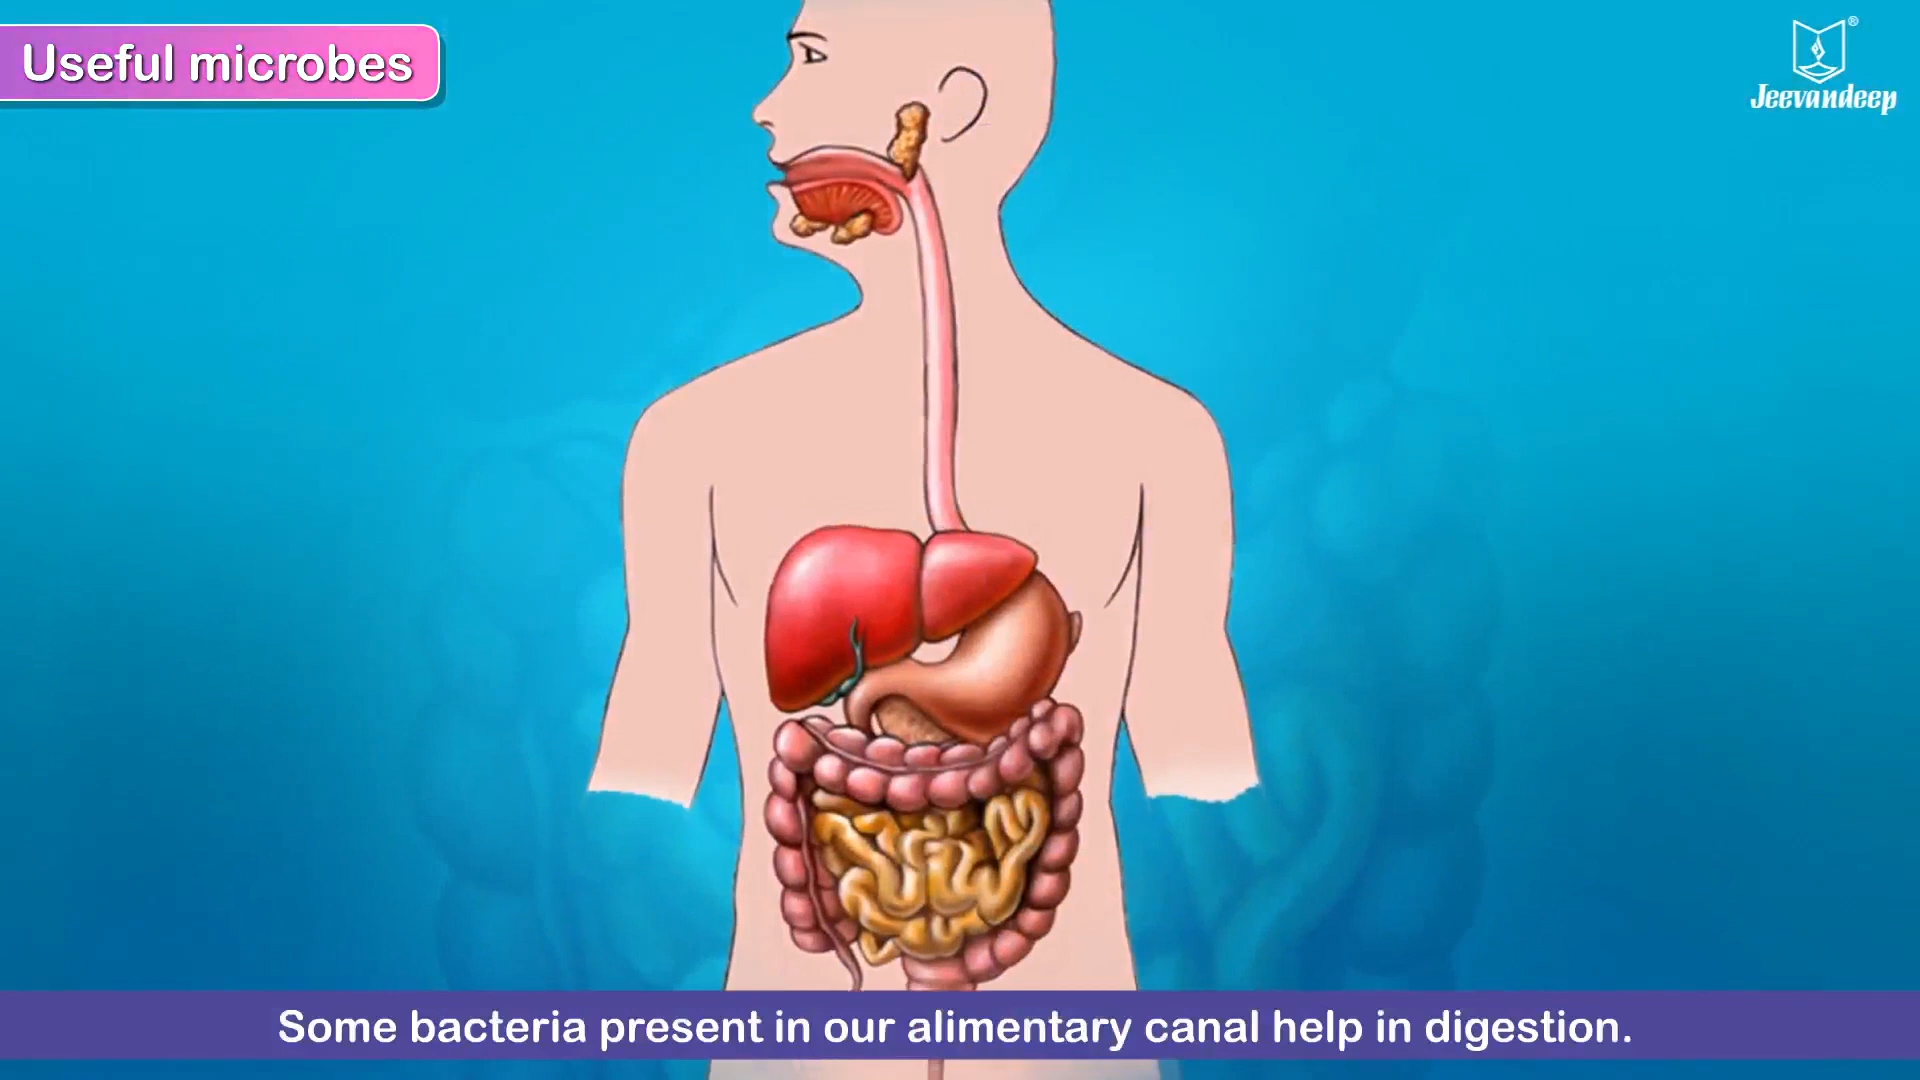 Useful microbes
®
Jeevandeep
Some bacteria present in our alimentary canal help in digestion.